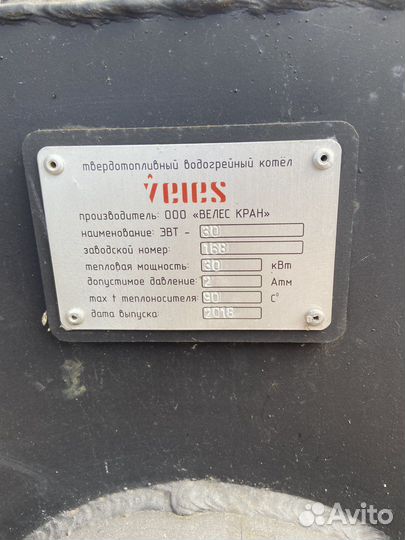 твердотопливный водогрейный котёл
Veles
производитель: ООО «ВЕЛЕС КРАН»
наименование: ЭВТ - 30
заводской номер: 168
тепловая мощность: 30 кВт
допустимое давление: 2 Атм
max t теплоносителя: 90 С°
дата выпуска: 2018
Avito